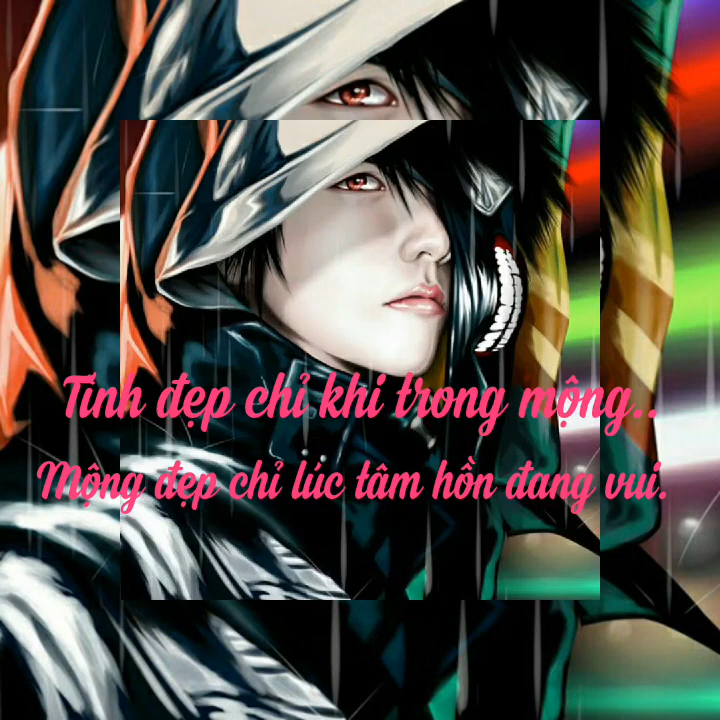 Tình đẹp chỉ khi trong mộng..
Mộng đẹp chỉ lúc tâm hồn đang vui.